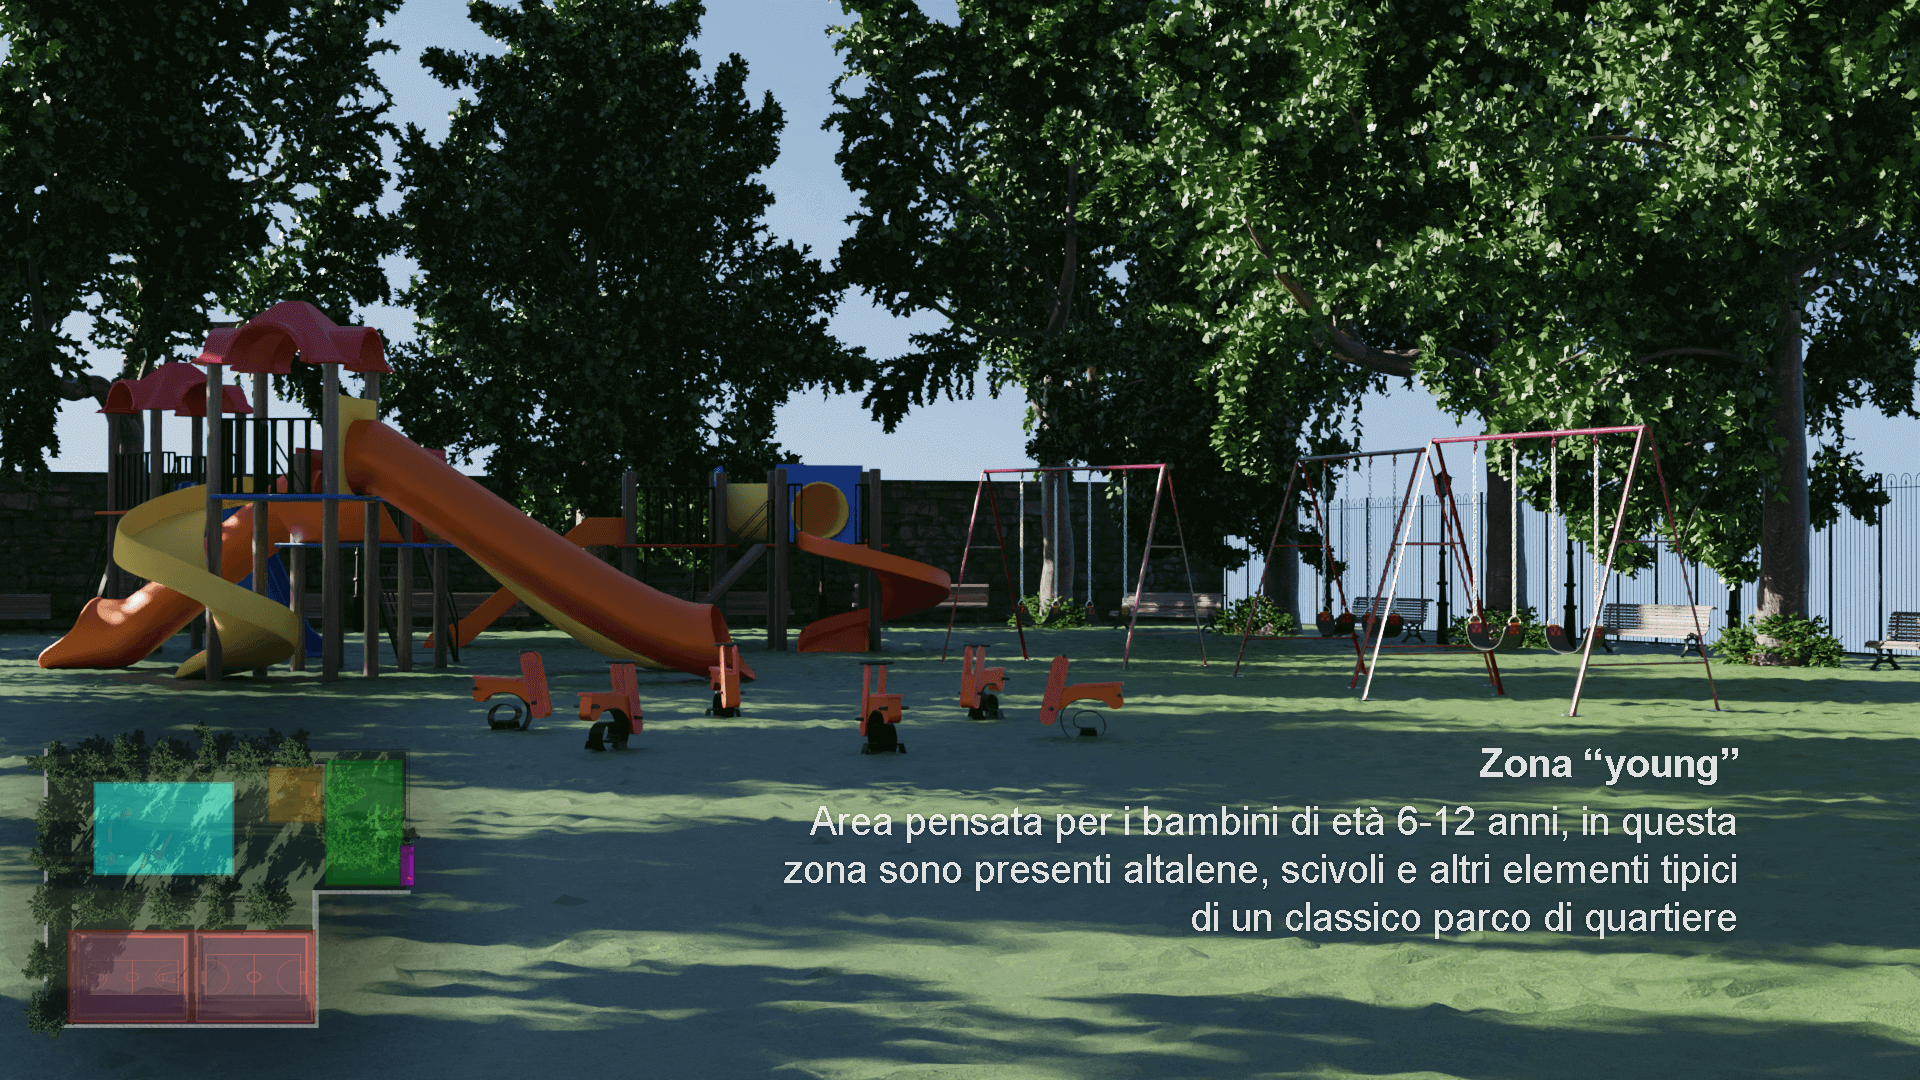 Zona “young”
Area pensata per i bambini di età 6-12 anni, in questa
zona sono presenti altalene, scivoli e altri elementi tipici
di un classico parco di quartiere